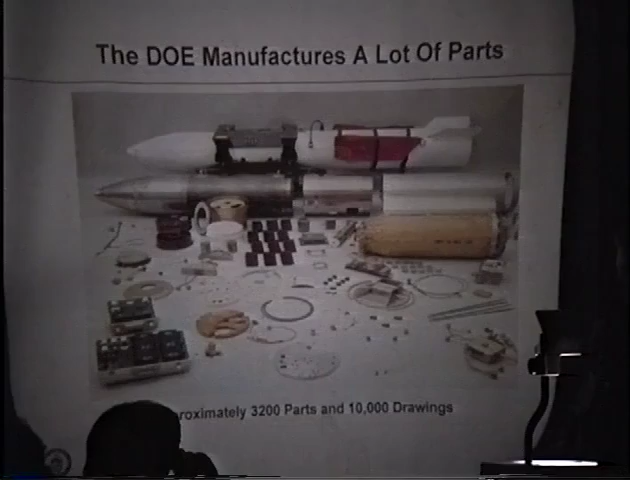 The DOE Manufactures A Lot Of Parts
roximately 3200 Parts and 10,000 Drawings